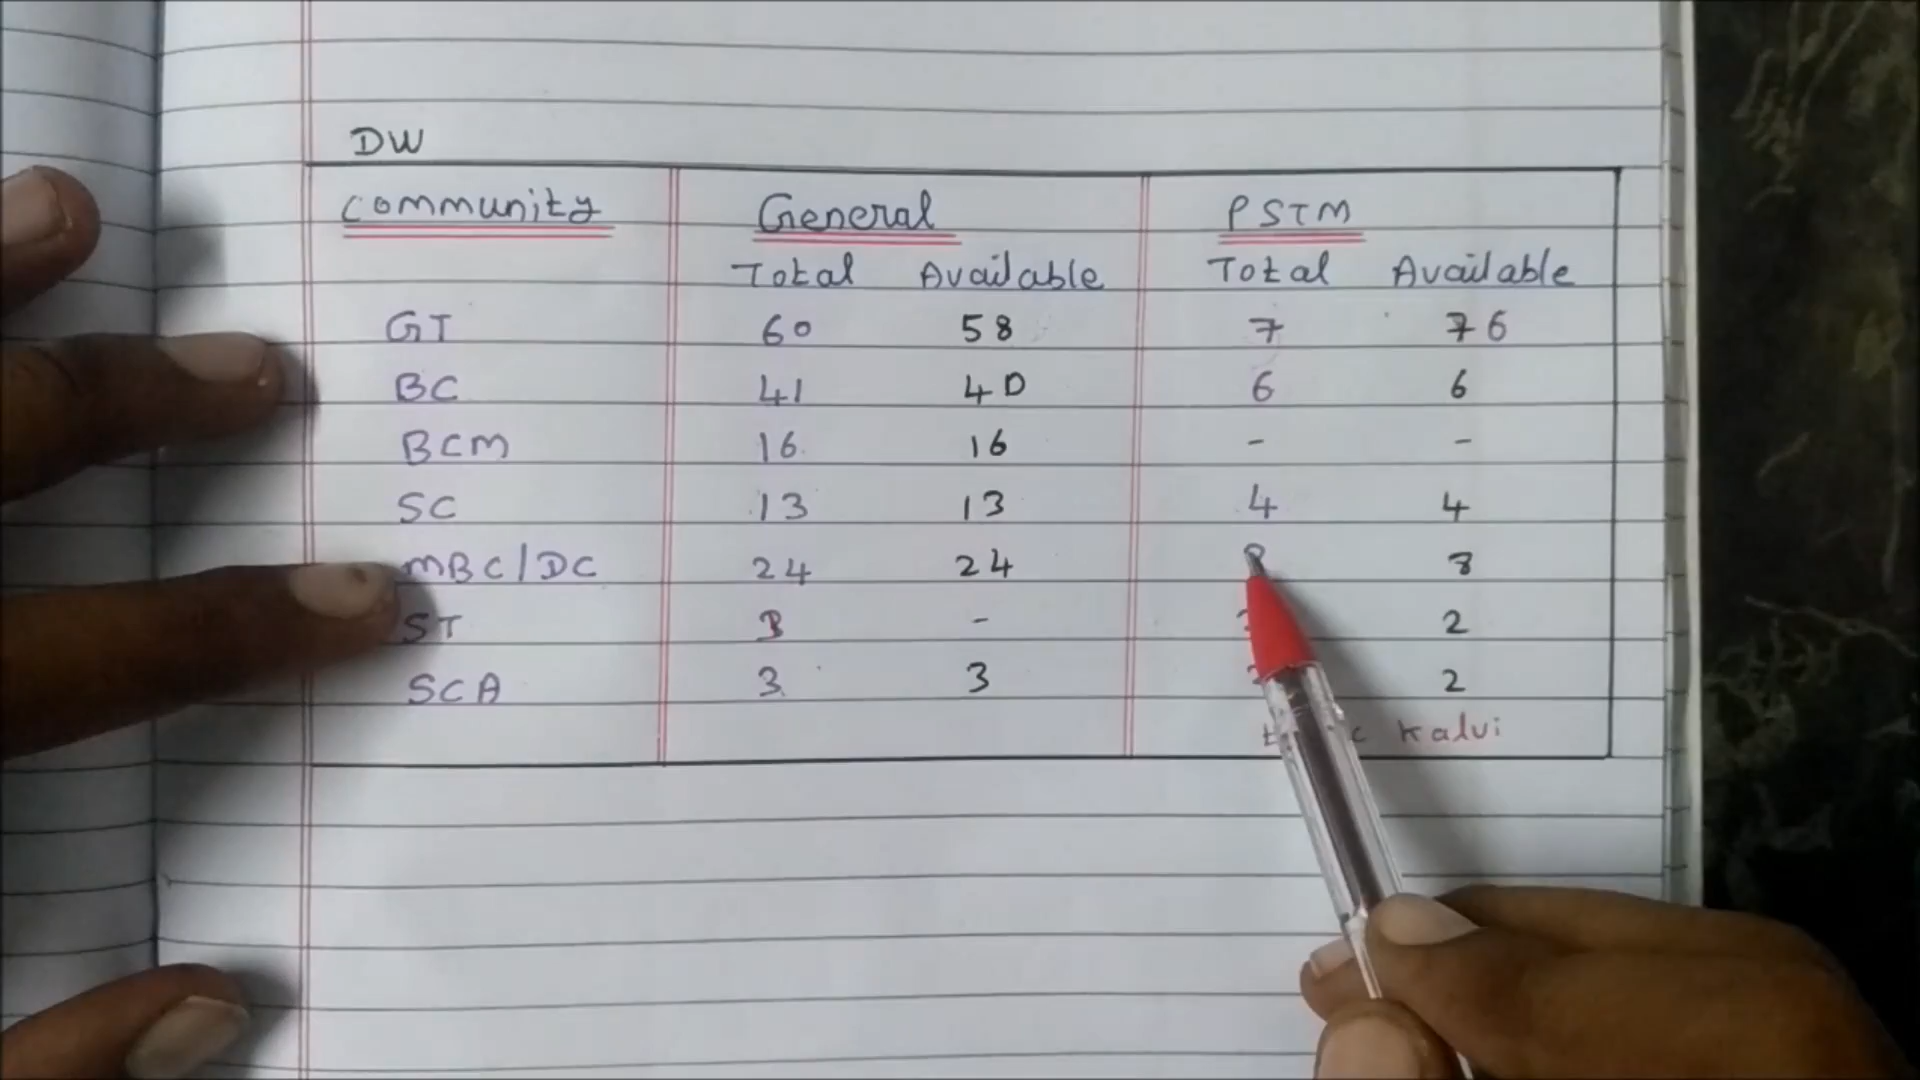 DW
Community General PSTM
Total Available Total Available
GT 60 58 7 76
BC 41 40 6 6
BCM 16 16 - -
SC 13 13 4 4
MBC/DC 24 24 8 8
ST 3 - 2
SCA 3 3 2
Kalvi